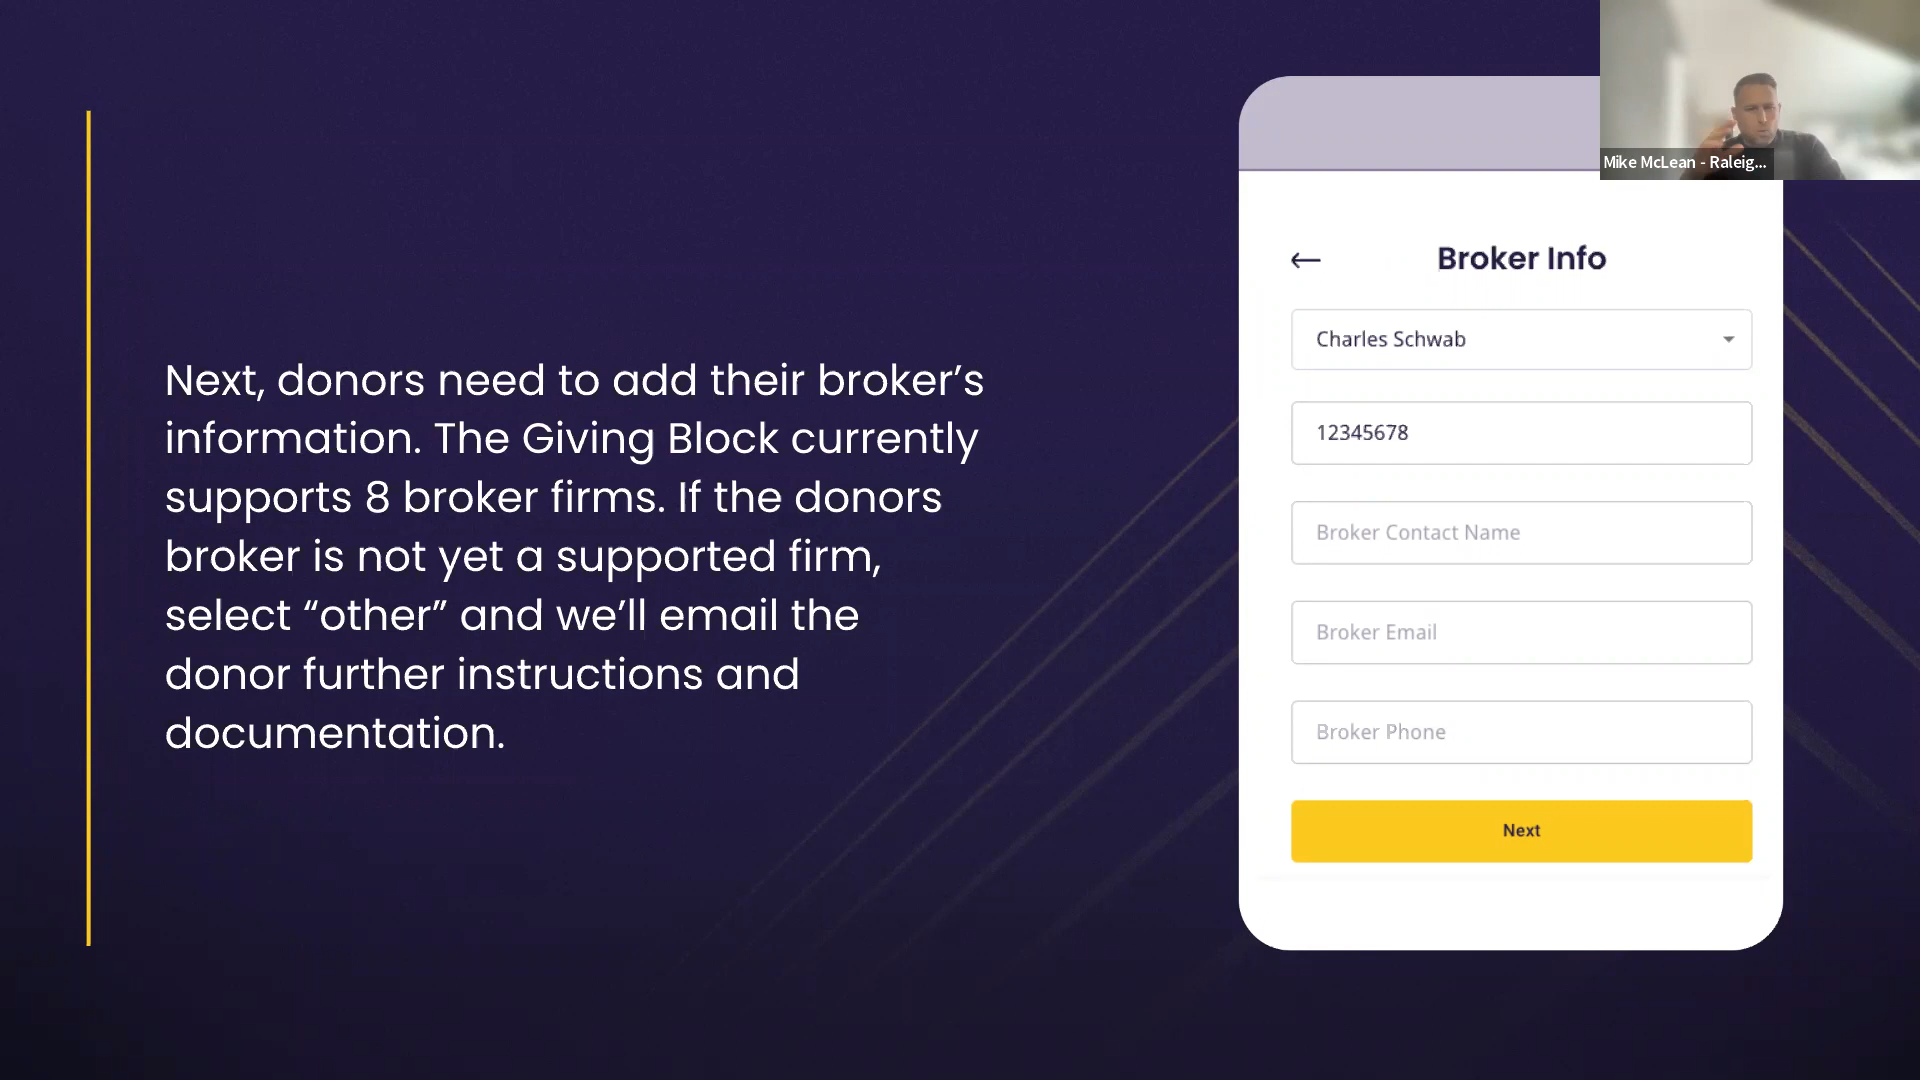 Mike McLean - Raleig...
Next, donors need to add their broker’s
information. The Giving Block currently
supports 8 broker firms. If the donors
broker is not yet a supported firm,
select “other” and we’ll email the
donor further instructions and
documentation.
Broker Info
Charles Schwab
12345678
Broker Contact Name
Broker Email
Broker Phone
Next